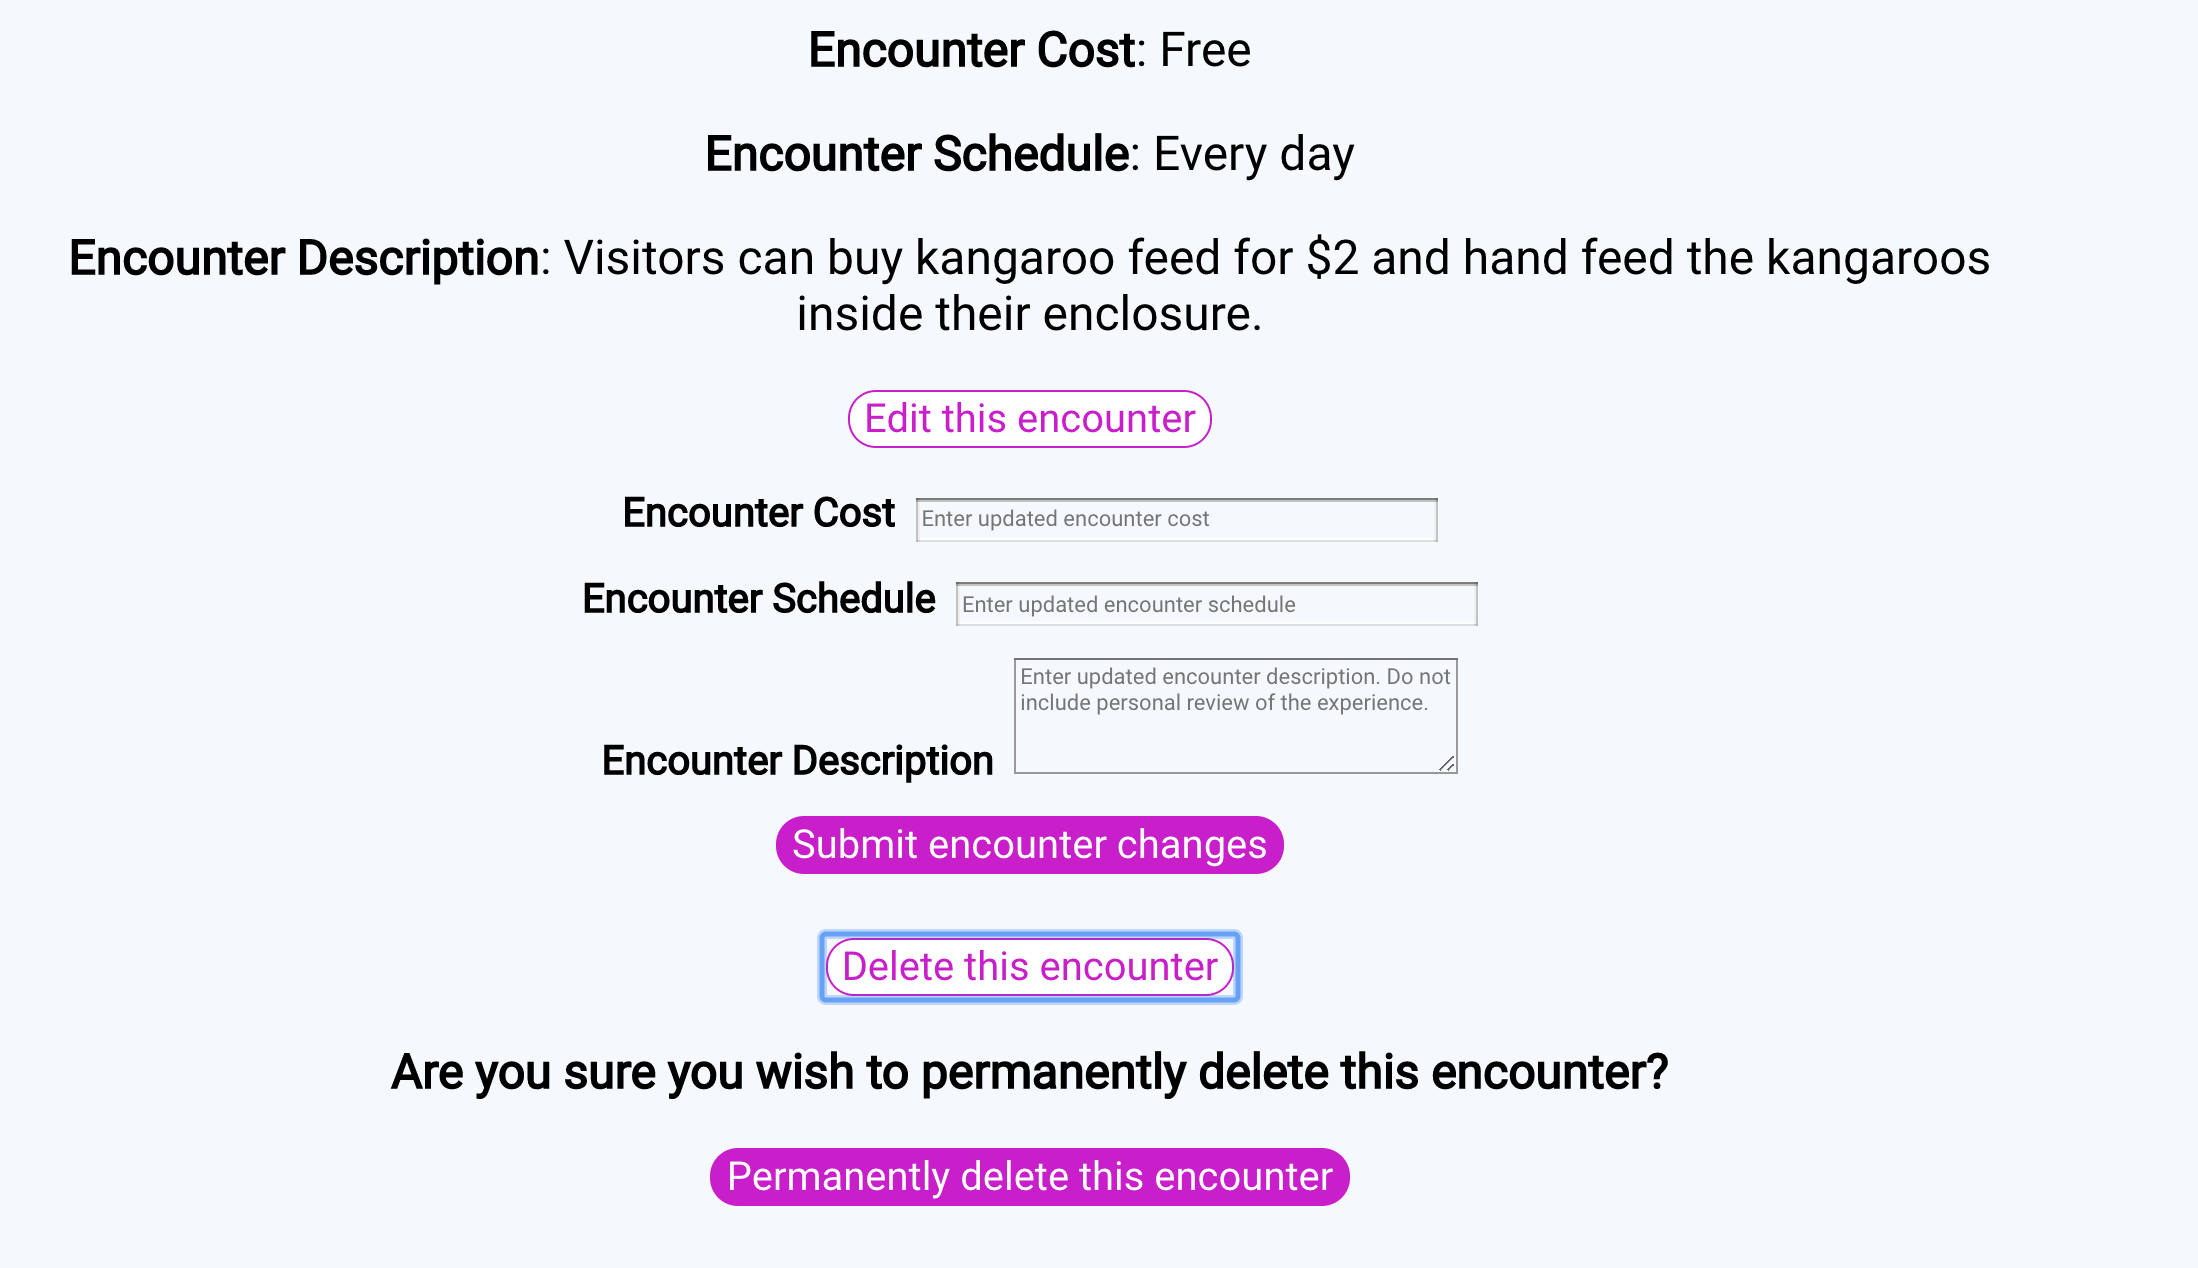 Encounter Cost: Free
Encounter Schedule: Every day
Encounter Description: Visitors can buy kangaroo feed for $2 and hand feed the kangaroos
inside their enclosure.
Edit this encounter
Encounter Cost Enter updated encounter cost
Encounter Schedule Enter updated encounter schedule
Enter updated encounter description. Do not
include personal review of the experience.
Encounter Description
Submit encounter changes
Delete this encounter
Are you sure you wish to permanently delete this encounter?
Permanently delete this encounter